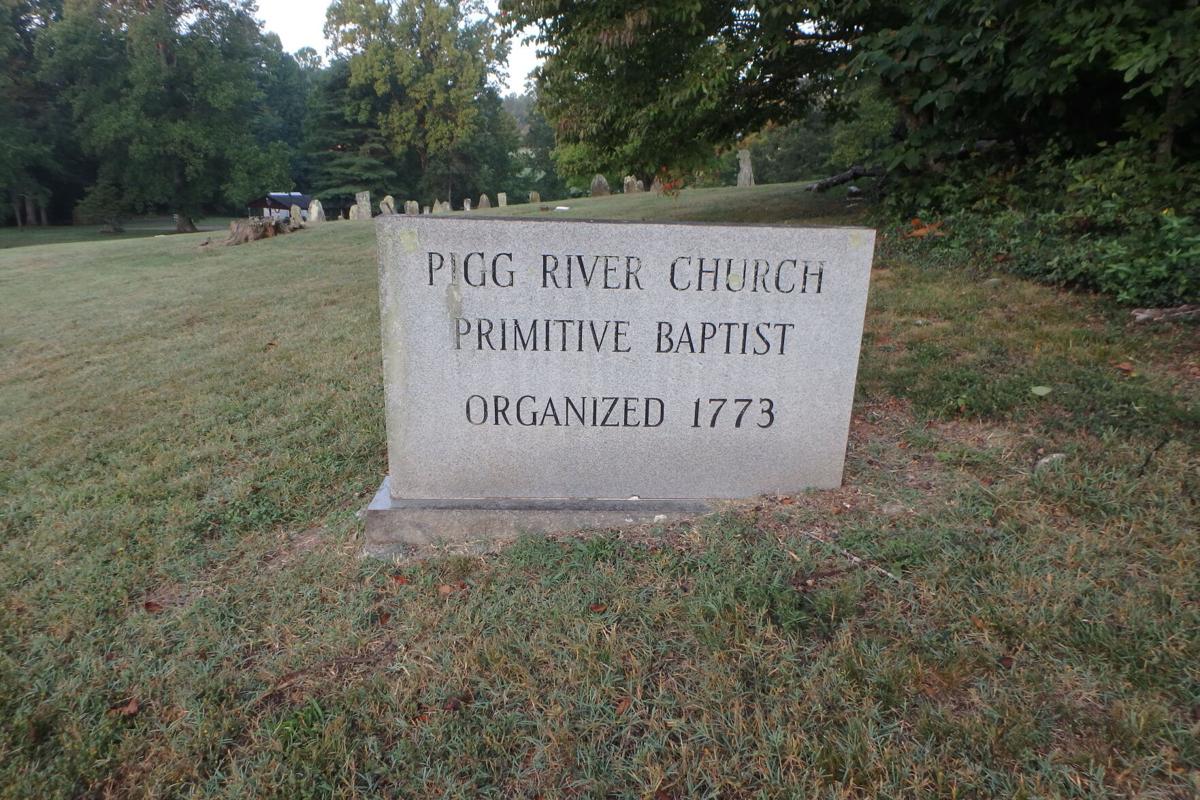 PIGG RIVER CHURCH
PRIMITIVE BAPTIST
ORGANIZED 1773